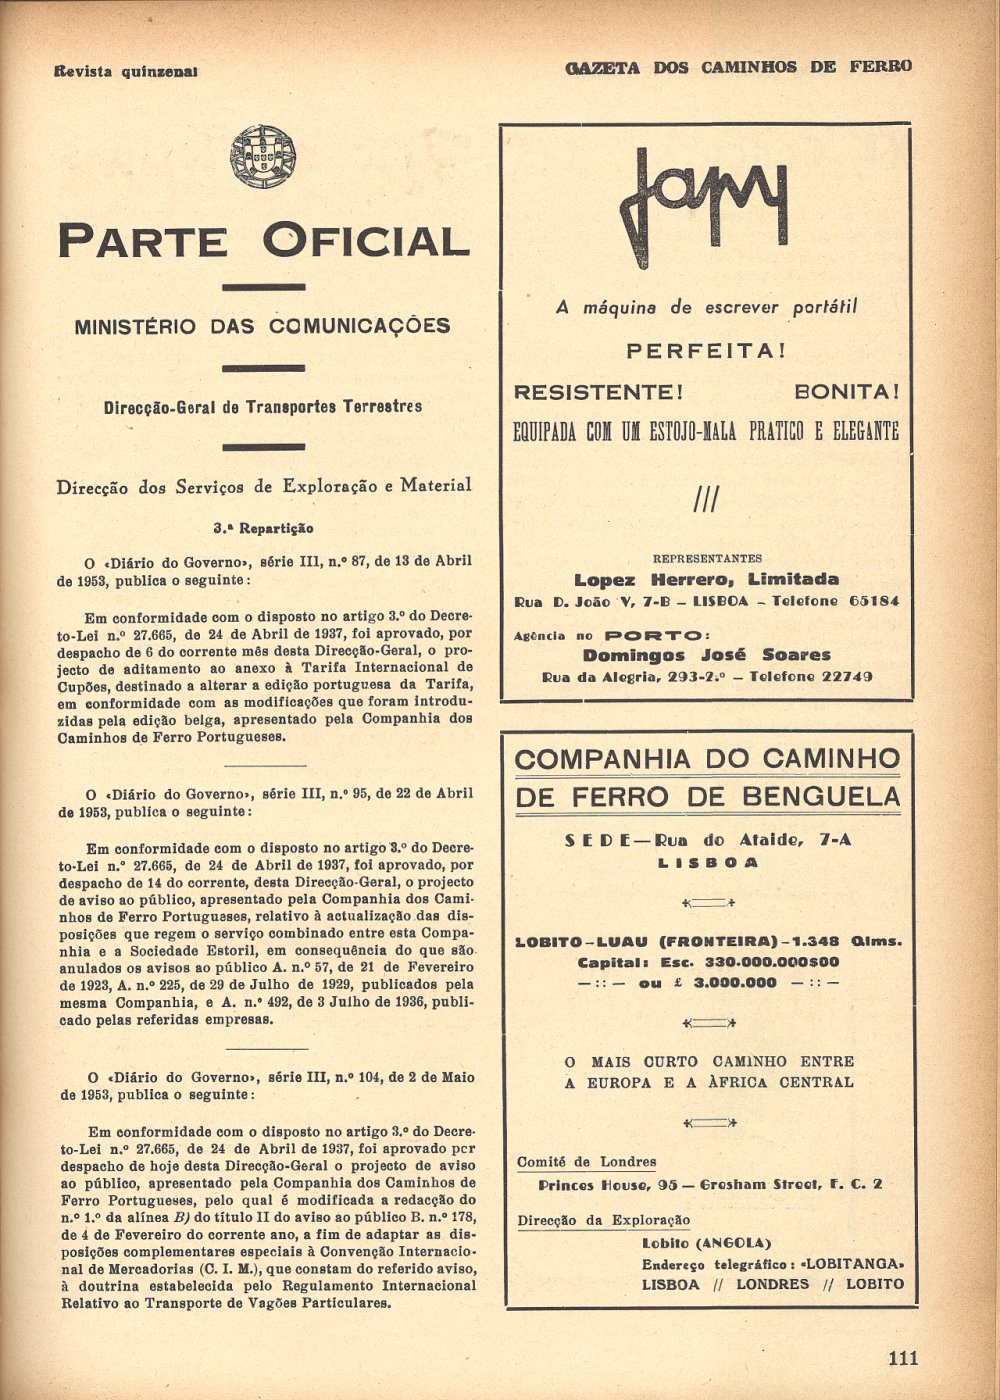 Revista quinzenal
GAZETA DOS CAMINHOS DE FERRO
PARTE OFICIAL
MINISTÉRIO DAS COMUNICAÇÕES
Direcção-Geral de Transportes Terrestres
Direcção dos Serviços de Exploração e Material
3.ª Repartição
O «Diário do Governo», série III, n.º 87, de 13 de Abril
de 1953, publica o seguinte:
Em conformidade com o disposto no artigo 3.º do Decre-
to-Lei n.º 27.665, de 24 de Abril de 1937, foi aprovado, por
despacho de 6 do corrente mês desta Direcção-Geral, o pro-
jecto de aditamento ao anexo à Tarifa Internacional de
Cupões, destinado a alterar a edição portuguesa da Tarifa,
em conformidade com as modificações que foram introdu-
zidas pela edição belga, apresentado pela Companhia dos
Caminhos de Ferro Portugueses.
O «Diário do Governo», série III, n.º 95, de 22 de Abril
de 1953, publica o seguinte:
Em conformidade com o disposto no artigo 3.º do Decre-
to-Lei n.º 27.665, de 24 de Abril de 1937, foi aprovado, por
despacho de 14 do corrente, desta Direcção-Geral, o projecto
de aviso ao público, apresentado pela Companhia dos Cami-
nhos de Ferro Portugueses, relativo à actualização das dis-
posições que regem o serviço combinado entre esta Compa-
nhia e a Sociedade Estoril, em consequência do que são
anulados os avisos ao público A. n.º 57, de 21 de Fevereiro
de 1923, A. n.º 225, de 29 de Julho de 1929, publicados pela
mesma Companhia, e A. n.º 492, de 3 Julho de 1936, publi-
cado pelas referidas empresas.
O «Diário do Governo», série III, n.º 104, de 2 de Maio
de 1953, publica o seguinte:
Em conformidade com o disposto no artigo 3.º do Decre-
to-Lei n.º 27.665, de 24 de Abril de 1937, foi aprovado por
despacho de hoje desta Direcção-Geral o projecto de aviso
ao público, apresentado pela Companhia dos Caminhos de
Ferro Portugueses, pelo qual é modificada a redacção do
n.º 1.º da alínea B) do título II do aviso ao público B. n.º 178,
de 4 de Fevereiro do corrente ano, a fim de adaptar as dis-
posições complementares especiais à Convenção Internacio-
nal de Mercadorias (C. I. M.), que constam do referido aviso,
à doutrina estabelecida pelo Regulamento Internacional
Relativo ao Transporte de Vagões Particulares.
Japy
A máquina de escrever portátil
PERFEITA!
RESISTENTE! BONITA!
EQUIPADA COM UM ESTOJO-MALA PRATICO E ELEGANTE
///
REPRESENTANTES
Lopez Herrero, Limitada
Rua D. João V, 7-B – LISBOA – Telefone 65184
Agência no PORTO:
Domingos José Soares
Rua da Alegria, 293-2.º – Telefone 22749
COMPANHIA DO CAMINHO
DE FERRO DE BENGUELA
SEDE—Rua do Ataide, 7-A
LISBOA
LOBITO-LUAU (FRONTEIRA)-1.348 Qlms.
Capital: Esc. 330.000.000$00
— :: — ou £ 3.000.000 — :: —
O MAIS CURTO CAMINHO ENTRE
A EUROPA E A ÀFRICA CENTRAL
Comité de Londres
Princes House, 95 — Gresham Street, E. C. 2
Direcção da Exploração
Lobito (ANGOLA)
Endereço telegráfico: «LOBITANGA»
LISBOA // LONDRES // LOBITO
111